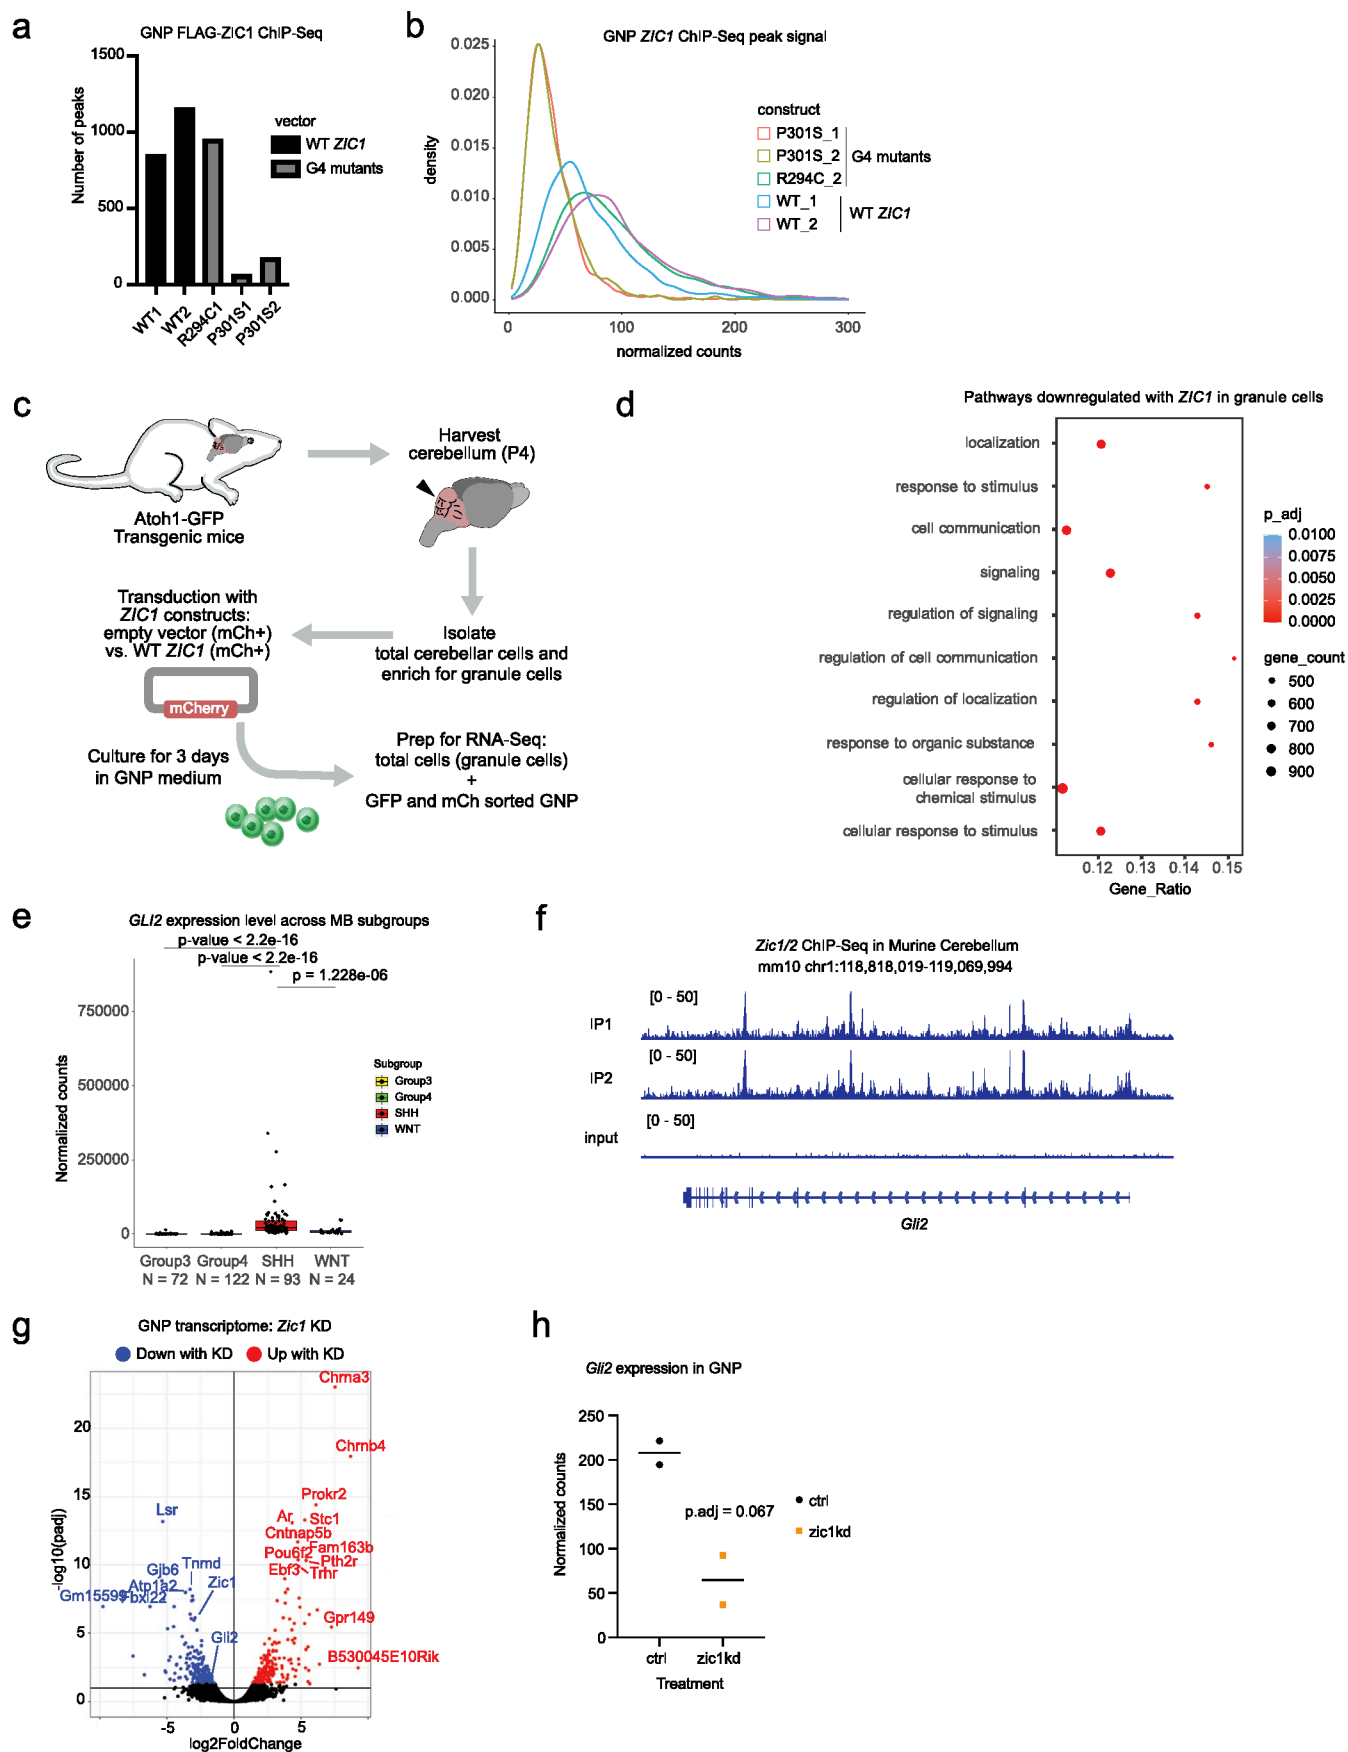 a
GNP FLAG-ZIC1 ChIP-Seq
Number of peaks
1500
1000
500
0
WT1
WT2
R294C1
P301S1
P301S2
vector
WT ZIC1
G4 mutants
b
GNP ZIC1 ChIP-Seq peak signal
density
0.025
0.020
0.015
0.010
0.005
0.000
0
100
200
300
normalized counts
construct
P301S_1
P301S_2
R294C_2
WT_1
WT_2
G4 mutants
WT ZIC1
c
Atoh1-GFP
Transgenic mice
Harvest
cerebellum (P4)
Isolate
total cerebellar cells and
enrich for granule cells
Transduction with
ZIC1 constructs:
empty vector (mCh+)
vs. WT ZIC1 (mCh+)
mCherry
Culture for 3 days
in GNP medium
Prep for RNA-Seq:
total cells (granule cells)
+
GFP and mCh sorted GNP
d
Pathways downregulated with ZIC1 in granule cells
localization
response to stimulus
cell communication
signaling
regulation of signaling
regulation of cell communication
regulation of localization
response to organic substance
cellular response to
chemical stimulus
cellular response to stimulus
0.12
0.13
0.14
0.15
Gene_Ratio
p_adj
0.0100
0.0075
0.0050
0.0025
0.0000
gene_count
500
600
700
800
900
e
GLI2 expression level across MB subgroups
p-value < 2.2e-16
p-value < 2.2e-16
p = 1.228e-06
Normalized counts
750000
500000
250000
0
Group3
N = 72
Group4
N = 122
SHH
N = 93
WNT
N = 24
Subgroup
Group3
Group4
SHH
WNT
f
Zic1/2 ChIP-Seq in Murine Cerebellum
mm10 chr1:118,818,019-119,069,994
[0 - 50]
IP1
[0 - 50]
IP2
[0 - 50]
input
Gli2
g
GNP transcriptome: Zic1 KD
Down with KD
Up with KD
-log10(padj)
20
15
10
5
0
-5
0
5
log2FoldChange
Chrna3
Chrnb4
Prokr2
Ar
Stc1
Cntnap5b
Fam163b
Pou6f2
Pth2r
Ebf3
Trhr
Gpr149
B530045E10Rik
Lsr
Gjb6
Tnmd
Atp1a2
Zic1
Gm15599
Fbxl22
Gli2
h
Gli2 expression in GNP
Normalized counts
250
200
150
100
50
0
p.adj = 0.067
ctrl
zic1kd
Treatment
ctrl
zic1kd